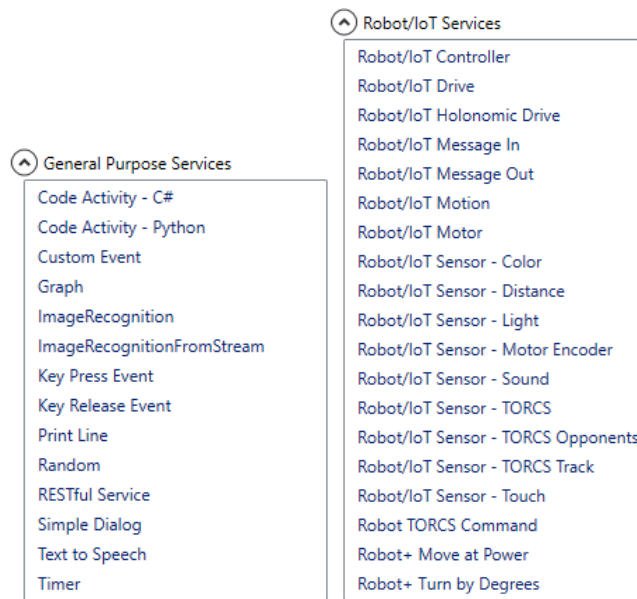 General Purpose Services
Code Activity - C#
Code Activity - Python
Custom Event
Graph
ImageRecognition
ImageRecognitionFromStream
Key Press Event
Key Release Event
Print Line
Random
RESTful Service
Simple Dialog
Text to Speech
Timer
Robot/IoT Services
Robot/IoT Controller
Robot/IoT Drive
Robot/IoT Holonomic Drive
Robot/IoT Message In
Robot/IoT Message Out
Robot/IoT Motion
Robot/IoT Motor
Robot/IoT Sensor - Color
Robot/IoT Sensor - Distance
Robot/IoT Sensor - Light
Robot/IoT Sensor - Motor Encoder
Robot/IoT Sensor - Sound
Robot/IoT Sensor - TORCS
Robot/IoT Sensor - TORCS Opponents
Robot/IoT Sensor - TORCS Track
Robot/IoT Sensor - Touch
Robot TORCS Command
Robot+ Move at Power
Robot+ Turn by Degrees